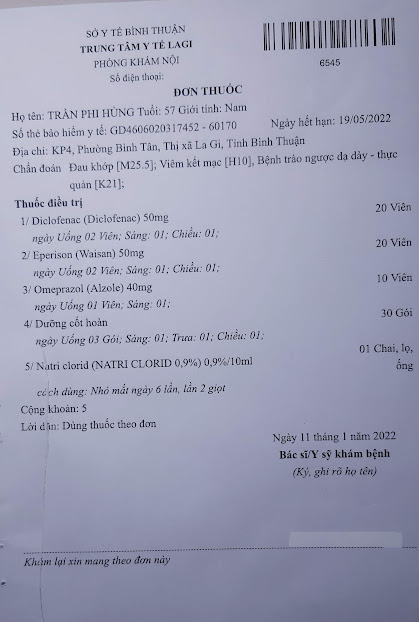 SỞ Y TẾ BÌNH THUẬN
TRUNG TÂM Y TẾ LAGI
PHÒNG KHÁM NỘI
Số điện thoại:
6545
ĐƠN THUỐC
Họ tên: TRẦN PHI HÙNG Tuổi: 57 Giới tính: Nam
Số thẻ bảo hiểm y tế: GD4606020317452 - 60170 Ngày hết hạn: 19/05/2022
Địa chỉ: KP4, Phường Bình Tân, Thị xã La Gi, Tỉnh Bình Thuận
Chẩn đoán Đau khớp [M25.5]; Viêm kết mạc [H10], Bệnh trào ngược dạ dày - thực
quản [K21];
Thuốc điều trị
1/ Diclofenac (Diclofenac) 50mg 20 Viên
ngày Uống 02 Viên; Sáng: 01; Chiều: 01;
2/ Eperison (Waisan) 50mg 20 Viên
ngày Uống 02 Viên; Sáng: 01; Chiều: 01;
3/ Omeprazol (Alzole) 40mg 10 Viên
ngày Uống 01 Viên; Sáng: 01;
4/ Dưỡng cốt hoàn 30 Gói
ngày Uống 03 Gói; Sáng: 01; Trưa: 01; Chiều: 01;
5/ Natri clorid (NATRI CLORID 0,9%) 0,9%/10ml 01 Chai, lọ,
ống
cách dùng: Nhỏ mắt ngày 6 lần, lần 2 giọt
Cộng khoản: 5
Lời dặn: Dùng thuốc theo đơn
Ngày 11 tháng 1 năm 2022
Bác sĩ/Y sỹ khám bệnh
(Ký, ghi rõ họ tên)
Khám lại xin mang theo đơn này